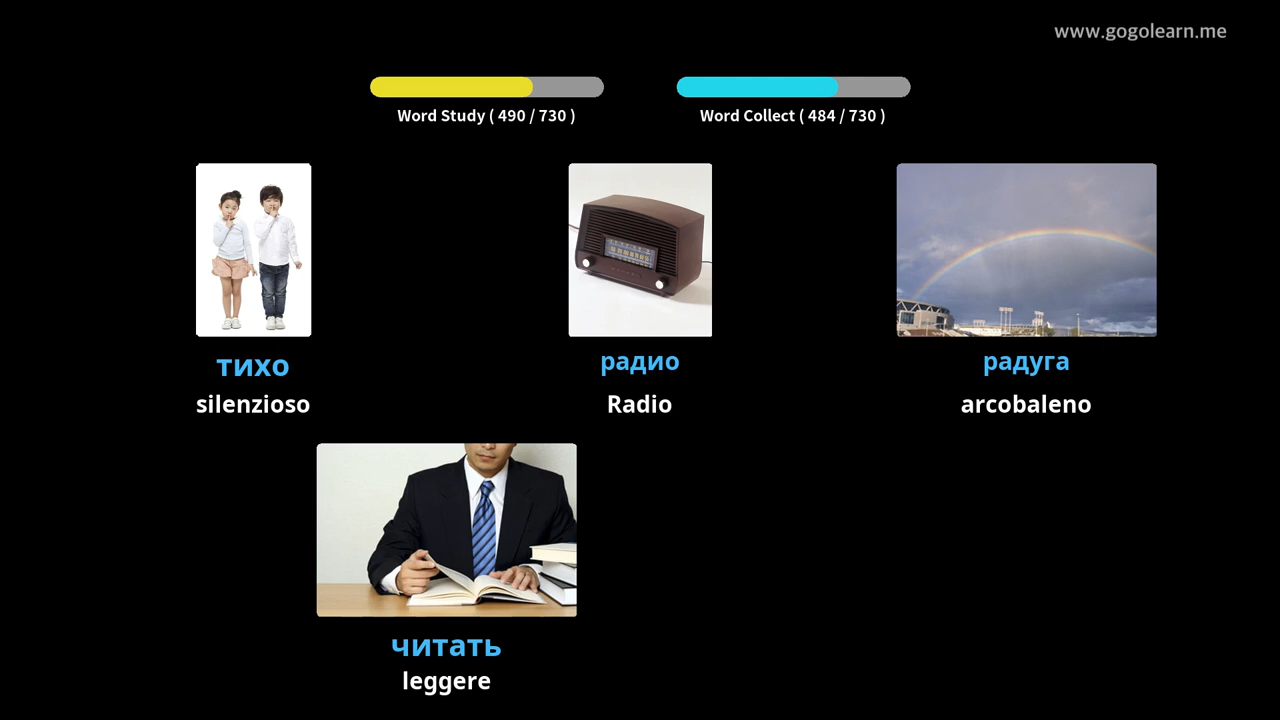 www.gogolearn.me
Word Study ( 490 / 730 )
Word Collect ( 484 / 730 )
тихо
silenzioso
радио
Radio
радуга
arcobaleno
читать
leggere